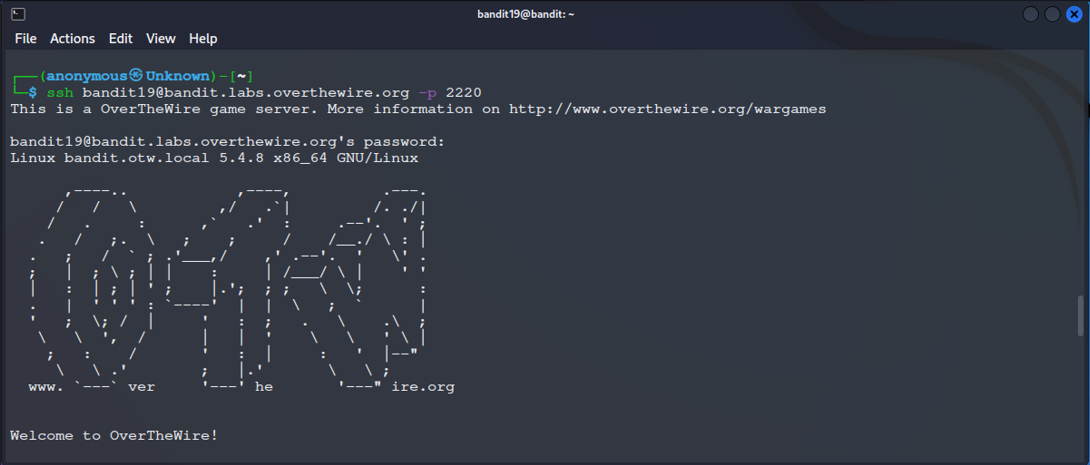 bandit19@bandit: ~
File Actions Edit View Help
┌──(anonymous㉿Unknown)-[~]
└─$ ssh bandit19@bandit.labs.overthewire.org -p 2220
This is a OverTheWire game server. More information on http://www.overthewire.org/wargames
bandit19@bandit.labs.overthewire.org's password:
Linux bandit.otw.local 5.4.8 x86_64 GNU/Linux
www. `---` ver '---' he '---" ire.org
Welcome to OverTheWire!